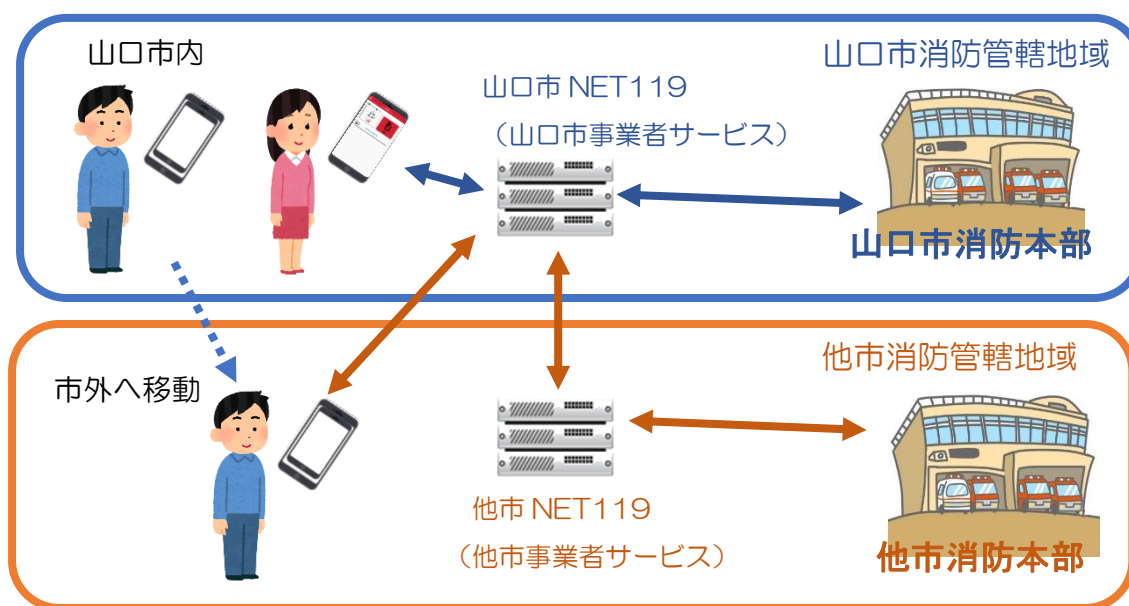 山口市内
山口市消防管轄地域
山口市 NET119
（山口市事業者サービス）
山口市消防本部
他市消防管轄地域
市外へ移動
他市 NET119
（他市事業者サービス）
他市消防本部